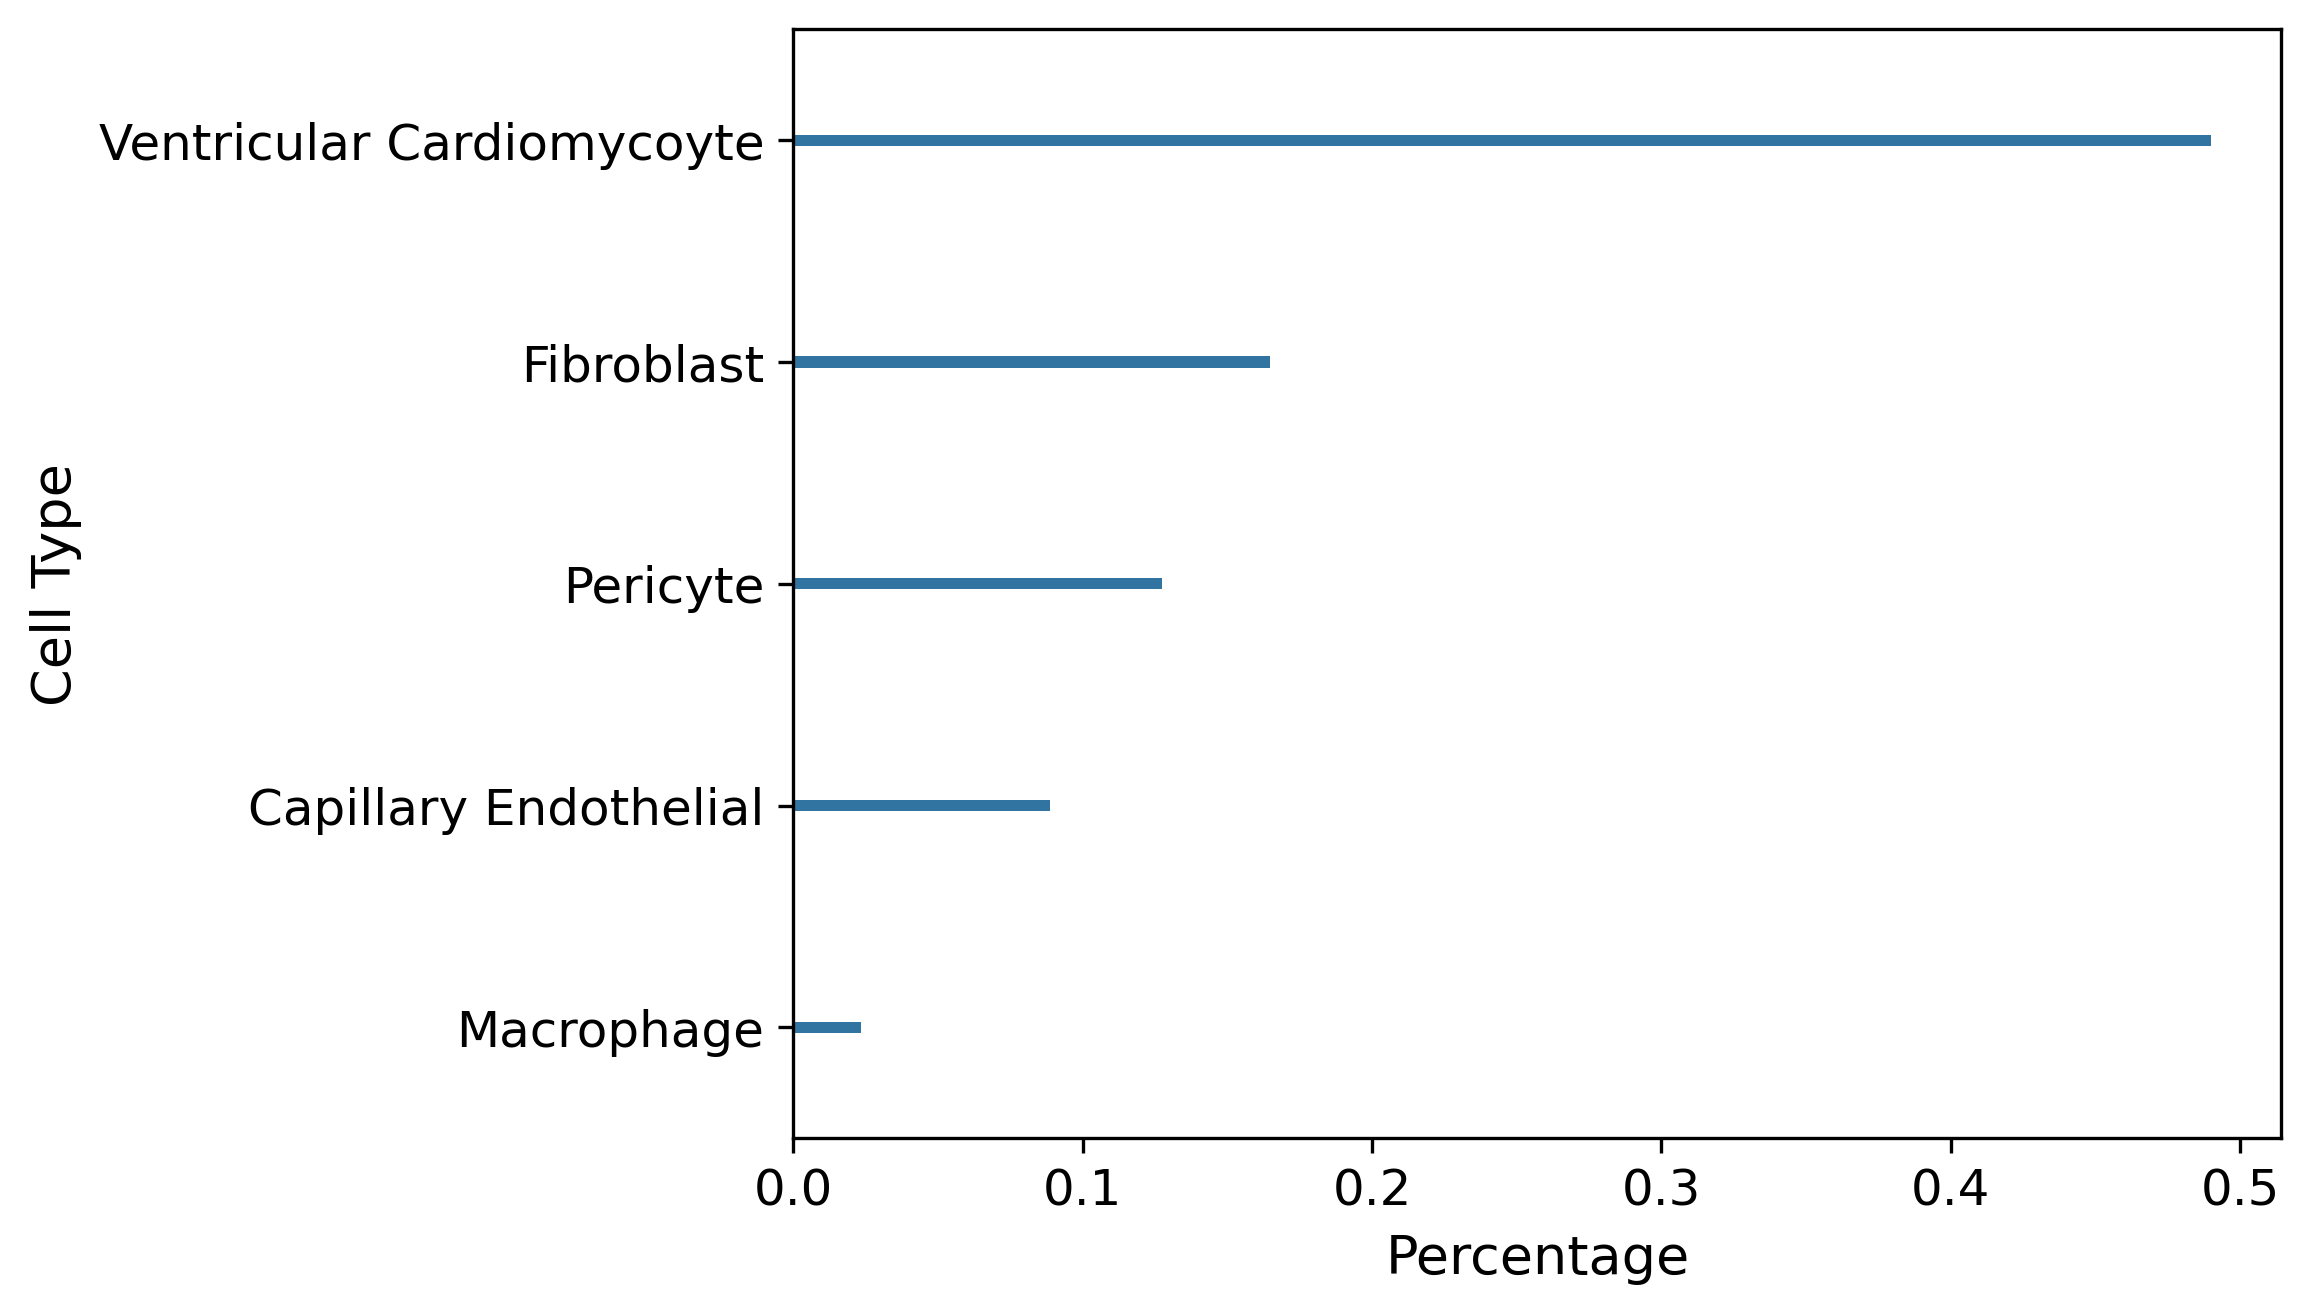 Ventricular Cardiomycoyte
Fibroblast
Pericyte
Capillary Endothelial
Macrophage
Cell Type
0.0 0.1 0.2 0.3 0.4 0.5
Percentage